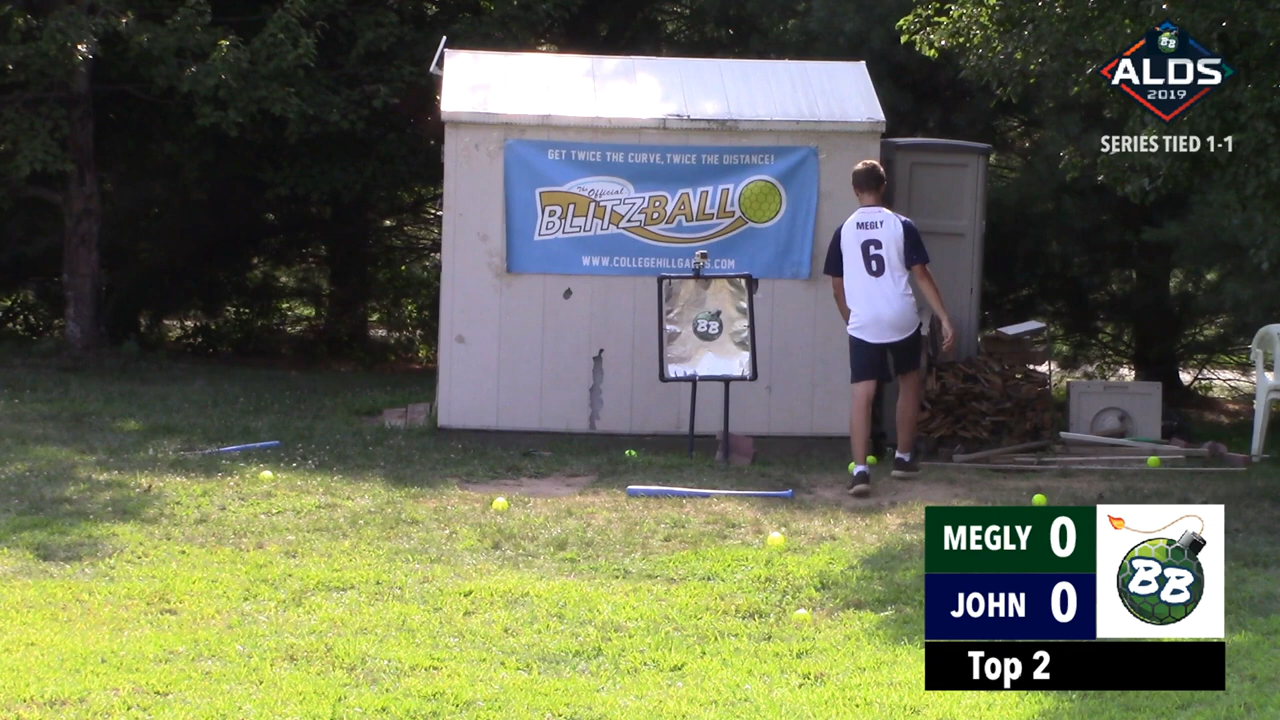 BB
ALDS
2019
SERIES TIED 1-1
GET TWICE THE CURVE, TWICE THE DISTANCE!
The Official
BLITZBALL
WWW.COLLEGEHILLGAMES.COM
MEGLY
6
BB
MEGLY 0
JOHN 0
BB
Top 2